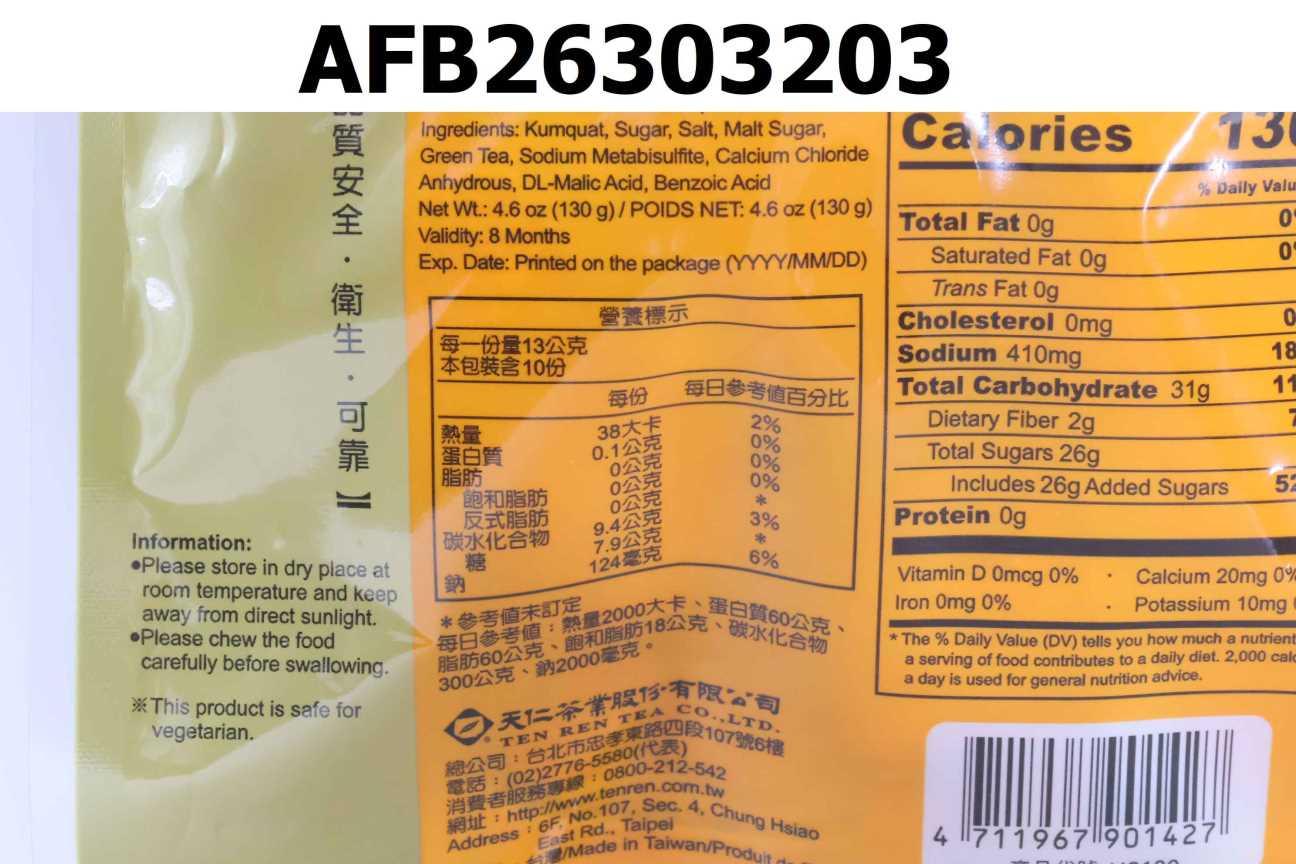 AFB26303203
質安全·衛生·可靠】
Information:
●Please store in dry place at
room temperature and keep
away from direct sunlight.
●Please chew the food
carefully before swallowing.
※This product is safe for
vegetarian.
Ingredients: Kumquat, Sugar, Salt, Malt Sugar,
Green Tea, Sodium Metabisulfite, Calcium Chloride
Anhydrous, DL-Malic Acid, Benzoic Acid
Net Wt.: 4.6 oz (130 g) / POIDS NET: 4.6 oz (130 g)
Validity: 8 Months
Exp. Date: Printed on the package (YYYY/MM/DD)
營養標示
每一份量13公克
本包裝含10份
每份 每日參考值百分比
熱量 38大卡 2%
蛋白質 0.1公克 0%
脂肪 0公克 0%
飽和脂肪 0公克 0%
反式脂肪 0公克 *
碳水化合物 9.4公克 3%
糖 7.9公克 *
鈉 124毫克 6%
*參考值未訂定
每日參考值：熱量2000大卡、蛋白質60公克、
脂肪60公克、飽和脂肪18公克、碳水化合物
300公克、鈉2000毫克。
天仁茶業股份有限公司
TEN REN TEA CO.,LTD.
總公司：台北市忠孝東路四段107號6樓
電話：(02)2776-5580(代表)
消費者服務專線：0800-212-542
網址：http://www.tenren.com.tw
Address : 6F, No.107, Sec. 4, Chung Hsiao
East Rd., Taipei
台灣/Made in Taiwan/Produit
Calories 130
% Daily Valu
Total Fat 0g 0
Saturated Fat 0g 0
Trans Fat 0g
Cholesterol 0mg 0
Sodium 410mg 18
Total Carbohydrate 31g 11
Dietary Fiber 2g 7
Total Sugars 26g
Includes 26g Added Sugars 52
Protein 0g
Vitamin D 0mcg 0% · Calcium 20mg 0%
Iron 0mg 0% · Potassium 10mg
* The % Daily Value (DV) tells you how much a nutrient
a serving of food contributes to a daily diet. 2,000 calo
a day is used for general nutrition advice.
4 711967 901427